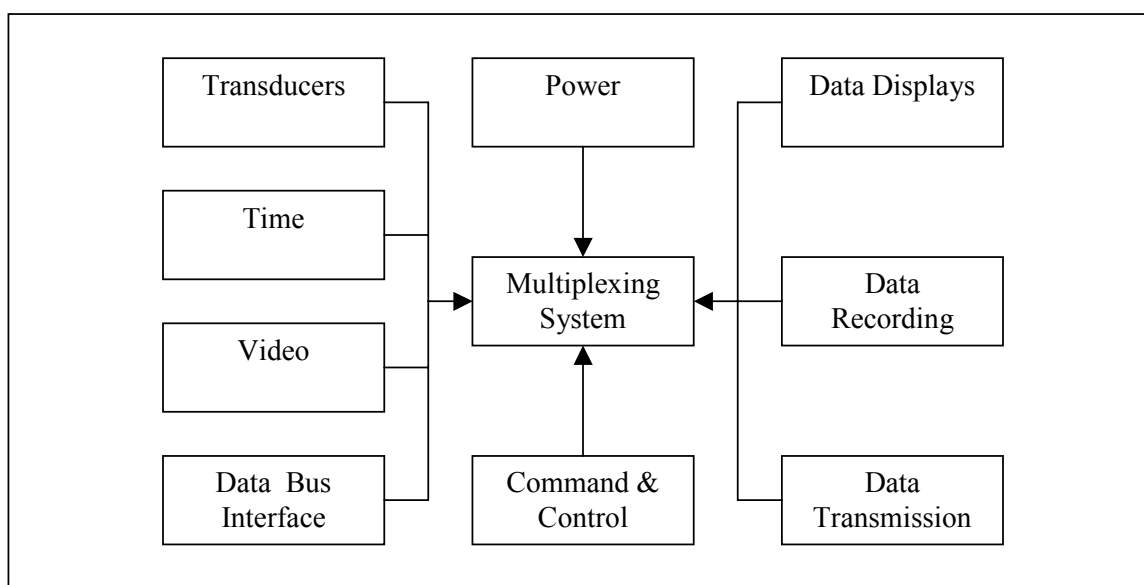 Transducers
Power
Data Displays
Time
Multiplexing
System
Data
Recording
Video
Data Bus
Interface
Command &
Control
Data
Transmission